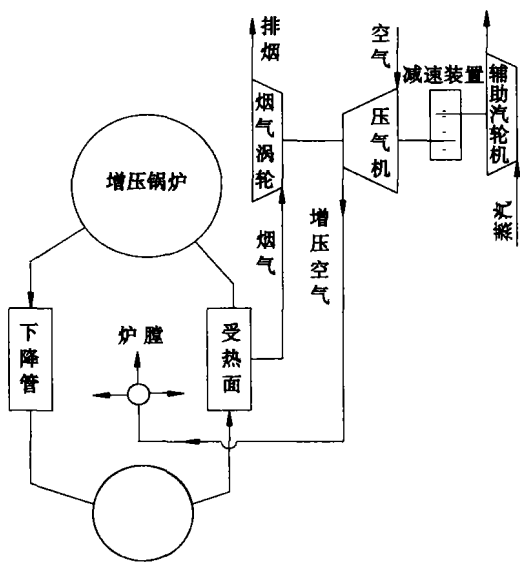 排烟
空气
减速装置
烟气涡轮
压气机
辅助汽轮机
增压锅炉
烟气
增压空气
蒸汽
下降管
炉膛
受热面